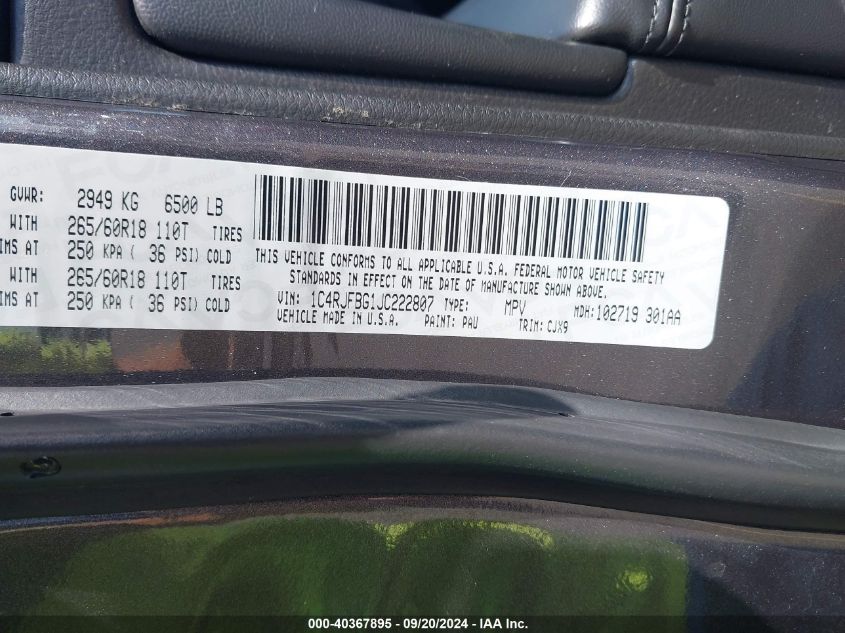 GVWR: 2949 KG 6500 LB
WITH 265/60R18 110T TIRES
IMS AT 250 KPA ( 36 PSI) COLD
WITH 265/60R18 110T TIRES
IMS AT 250 KPA ( 36 PSI) COLD
THIS VEHICLE CONFORMS TO ALL APPLICABLE U.S.A. FEDERAL MOTOR VEHICLE SAFETY
STANDARDS IN EFFECT ON THE DATE OF MANUFACTURE SHOWN ABOVE.
VIN: 1C4RJFBG1JC222807 TYPE: MPV MDH:102719 301AA
VEHICLE MADE IN U.S.A. PAINT: PAU TRIM: CJX9
000-40367895 - 09/20/2024 - IAA Inc.